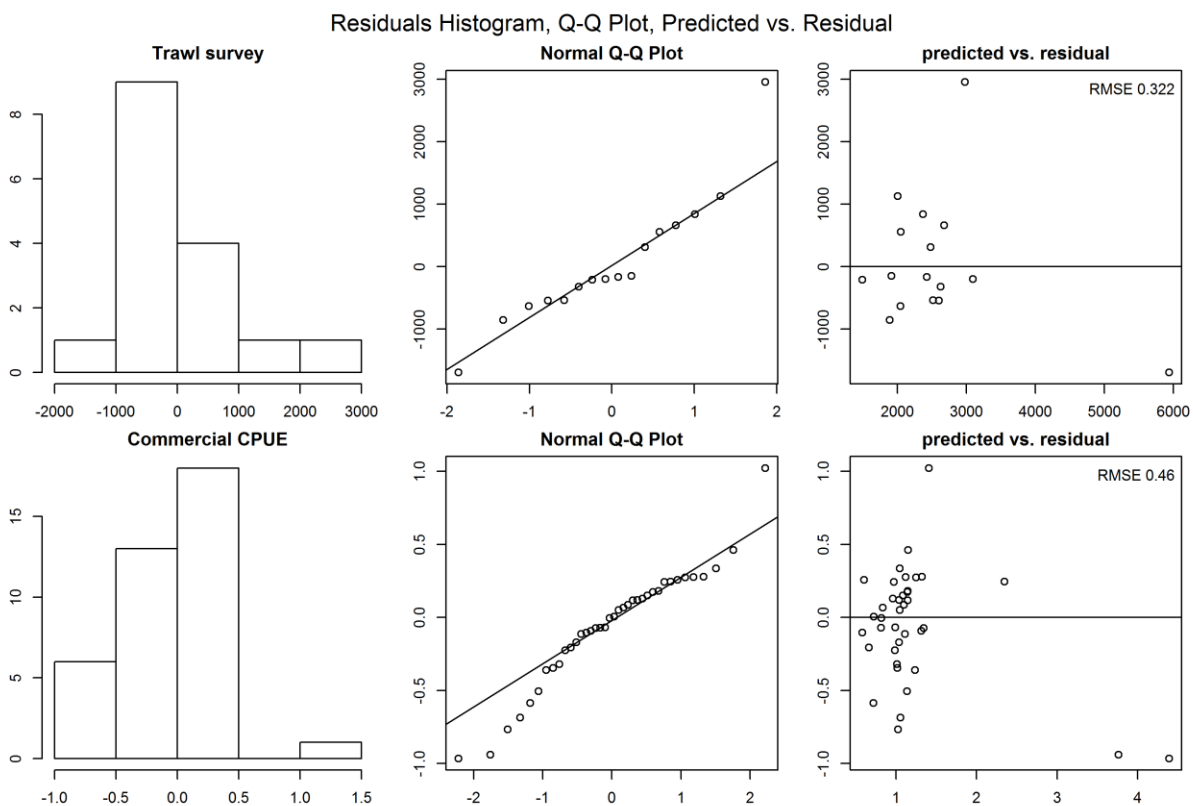 Residuals Histogram, Q-Q Plot, Predicted vs. Residual
Trawl survey
Normal Q-Q Plot
predicted vs. residual
0 2 4 6 8
-2000 -1000 0 1000 2000 3000
-1000 0 1000 2000 3000
-2 -1 0 1 2
RMSE 0.322
-1000 0 1000 2000 3000
2000 3000 4000 5000 6000
Commercial CPUE
Normal Q-Q Plot
predicted vs. residual
0 5 10 15
-1.0 -0.5 0.0 0.5 1.0 1.5
-1.0 -0.5 0.0 0.5 1.0
-2 -1 0 1 2
RMSE 0.46
-1.0 -0.5 0.0 0.5 1.0
1 2 3 4